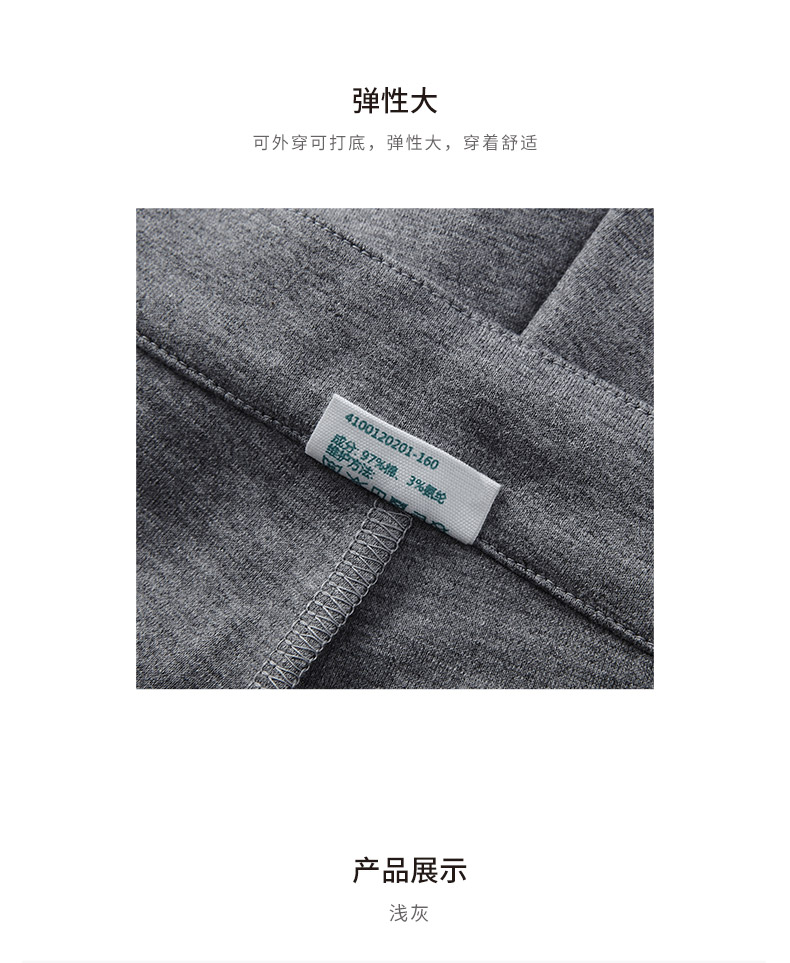 弹性大
可外穿可打底，弹性大，穿着舒适
4100120201-160
成分: 97%棉、3%氨纶
维护方法:
产品展示
浅灰